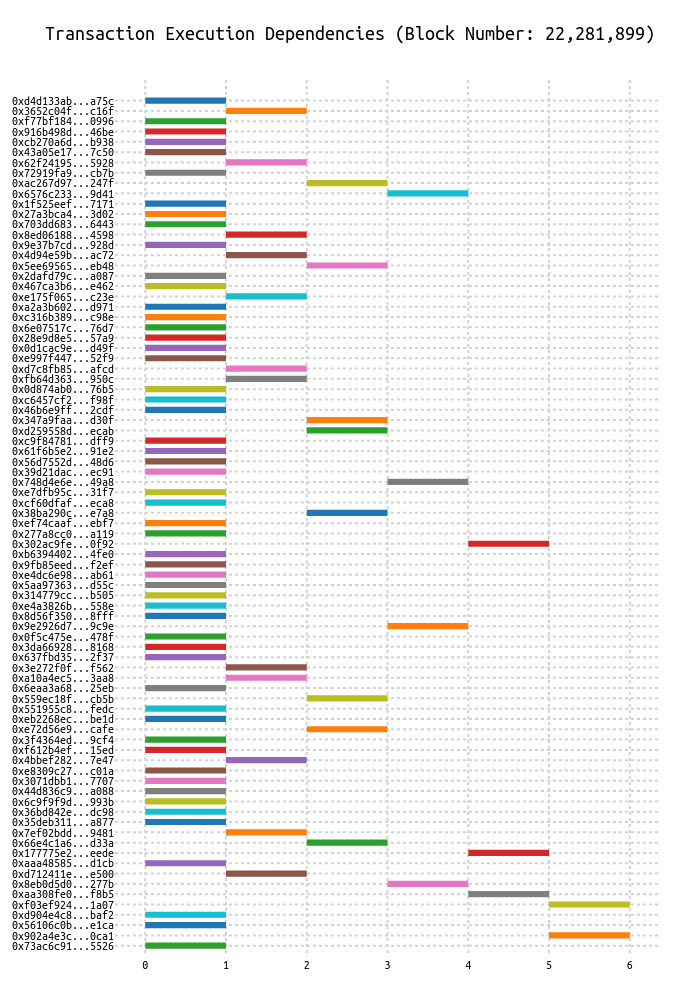 Transaction Execution Dependencies (Block Number: 22,281,899)
0xd4d133ab...a75c
0x3652c04f...c16f
0xf77bf184...0996
0x916b498d...46be
0xcb270a6d...b938
0x43a05e17...7c50
0x62f24195...5928
0x72919fa9...cb7b
0xac267d97...247f
0x6576c233...9d41
0x1f525eef...7171
0x27a3bca4...3d02
0x703dd683...6443
0x8ed06188...4598
0x9e37b7cd...928d
0x4d94e59b...ac72
0x5ee69565...eb48
0x2dafd79c...a087
0x467ca3b6...e462
0xe175f065...c23e
0xa2a3b602...d971
0xc316b389...c98e
0x6e07517c...76d7
0x28e9d8e5...57a9
0x0d1cac9e...d49f
0xe997f447...52f9
0xd7c8fb85...afcd
0xfb64d363...950c
0x0d874ab0...76b5
0xc6457cf2...f98f
0x46b6e9ff...2cdf
0x347a9faa...d30f
0xd259558d...ecab
0xc9f84781...dff9
0x61f6b5e2...91e2
0x56d7552d...48d6
0x39d21dac...ec91
0x748d4e6e...49a8
0xe7dfb95c...31f7
0xcf60dfaf...eca8
0x38ba290c...e7a8
0xef74caaf...ebf7
0x277a8cc0...a119
0x302ac9fe...0f92
0xb6394402...4fe0
0x9fb85eed...f2ef
0xe4dc6e98...ab61
0x5aa97363...d55c
0x314779cc...b505
0xe4a3826b...558e
0x8d56f350...8fff
0x9e2926d7...9c9e
0x0f5c475e...478f
0x3da66928...8168
0x637fbd35...2f37
0x3e272f0f...f562
0xa10a4ec5...3aa8
0x6eaa3a68...25eb
0x559ec18f...cb5b
0x551955c8...fedc
0xeb2268ec...be1d
0xe72d56e9...cafe
0x3f4364ed...9cf4
0xf612b4ef...15ed
0x4bbef282...7e47
0xe8309c27...c01a
0x3071dbb1...7707
0x44d836c9...a088
0x6c9f9f9d...993b
0x36bd842e...dc98
0x35deb311...a877
0x7ef02bdd...9481
0x66e4c1a6...d33a
0x177775e2...eede
0xaaa48585...d1cb
0xd712411e...e500
0x8eb0d5d0...277b
0xaa308fe0...f8b5
0xf03ef924...1a07
0xd904e4c8...baf2
0x56106c0b...e1ca
0x902a4e3c...0ca1
0x73ac6c91...5526
0 1 2 3 4 5 6